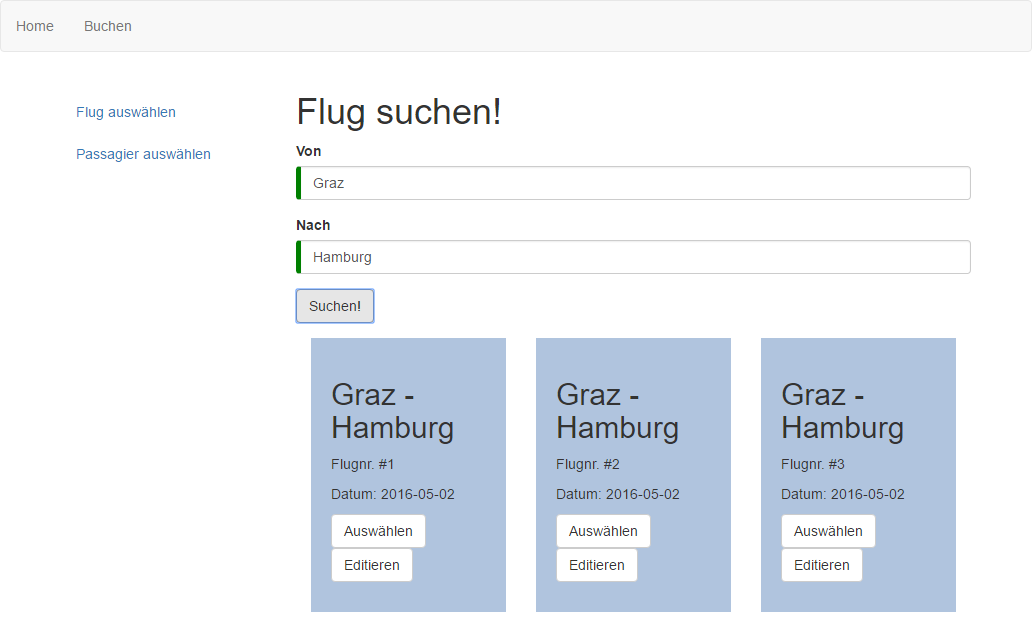 Home Buchen
Flug auswählen
Passagier auswählen
Flug suchen!
Von
Graz
Nach
Hamburg
Suchen!
Graz -
Hamburg
Flugnr. #1
Datum: 2016-05-02
Auswählen
Editieren
Graz -
Hamburg
Flugnr. #2
Datum: 2016-05-02
Auswählen
Editieren
Graz -
Hamburg
Flugnr. #3
Datum: 2016-05-02
Auswählen
Editieren